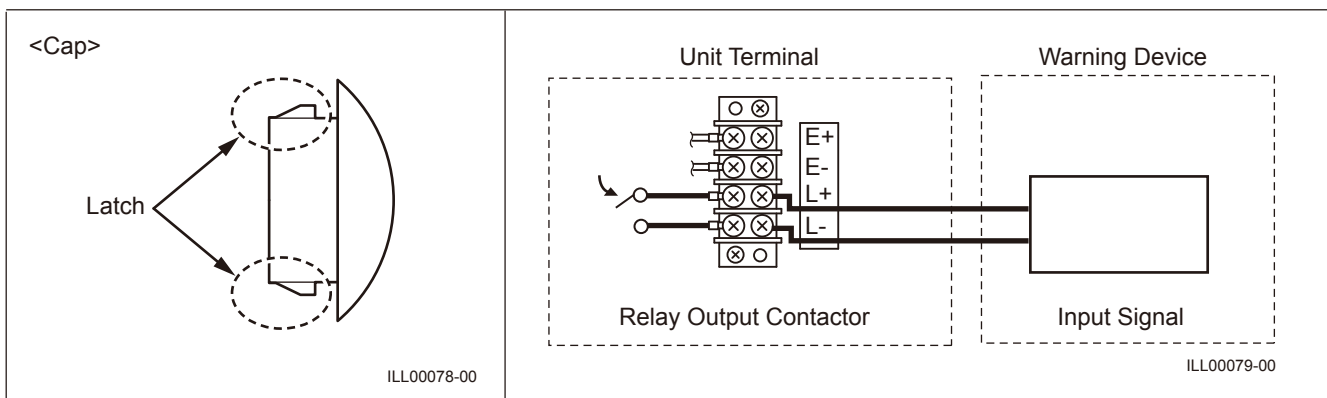 <Cap>
Latch
ILL00078-00
Unit Terminal
Warning Device
E+
E-
L+
L-
Relay Output Contactor
Input Signal
ILL00079-00